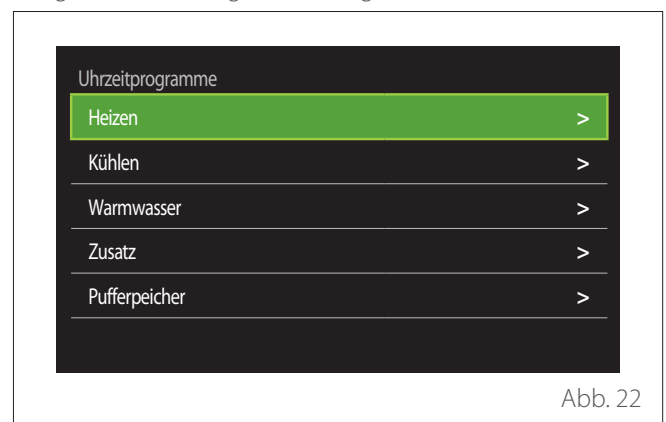 Uhrzeitprogramme
Heizen >
Kühlen >
Warmwasser >
Zusatz >
Pufferpeicher >
Abb. 22